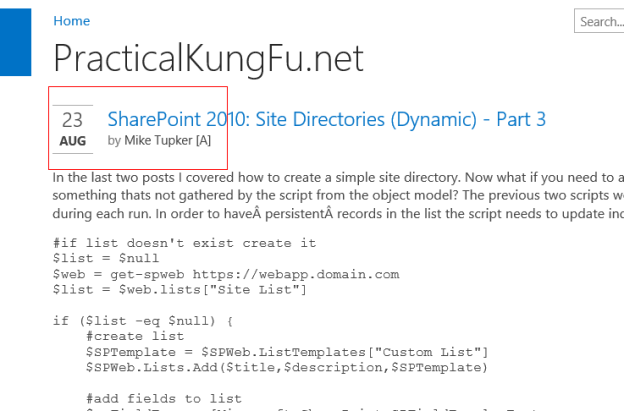 Home
Search...
PracticalKungFu.net
23
AUG
SharePoint 2010: Site Directories (Dynamic) - Part 3
by Mike Tupker [A]
In the last two posts I covered how to create a simple site directory. Now what if you need to a
something thats not gathered by the script from the object model? The previous two scripts w
during each run. In order to haveÂ persistentÂ records in the list the script needs to update in
#if list doesn't exist create it
$list = $null
$web = get-spweb https://webapp.domain.com
$list = $web.lists["Site List"]
if ($list -eq $null) {
#create list
$SPTemplate = $SPWeb.ListTemplates["Custom List"]
$SPWeb.Lists.Add($title,$description,$SPTemplate)
#add fields to list